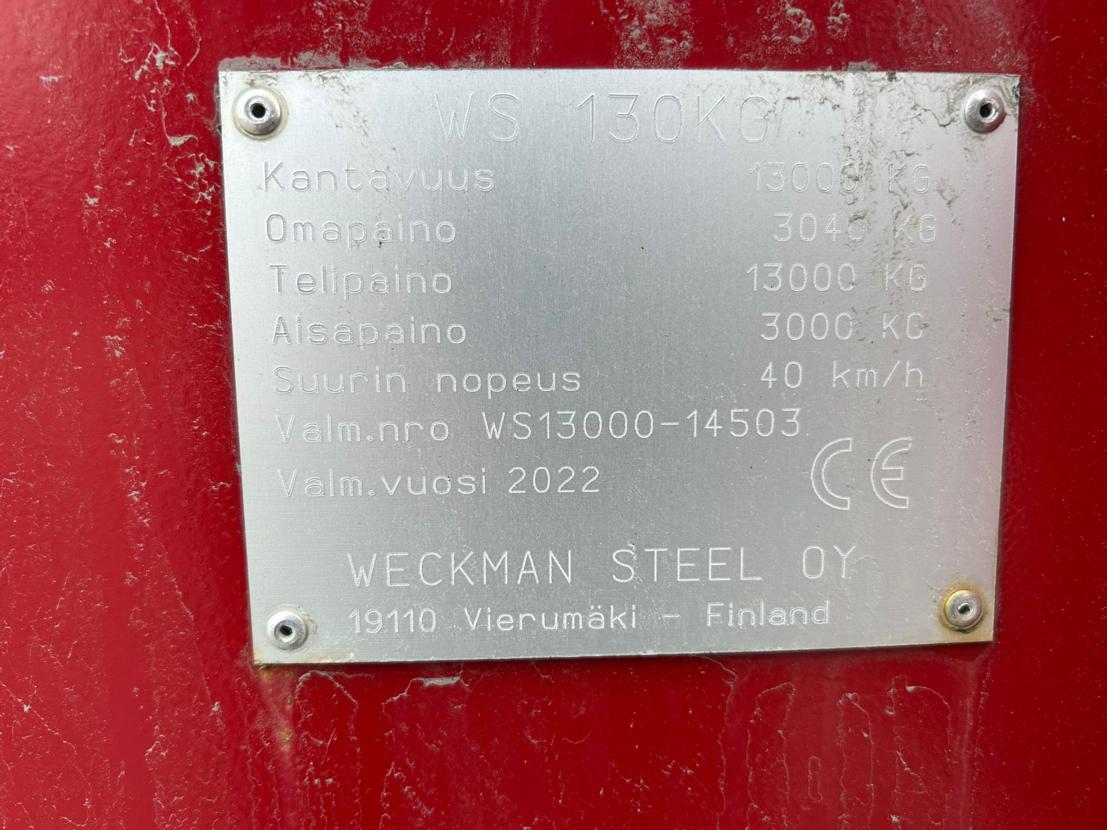 WS 130KG
Kantavuus 13000 KG
Omapaino 3040 KG
Telipaino 13000 KG
Aisapaino 3000 KG
Suurin nopeus 40 km/h
Valm.nro WS13000-14503
Valm.vuosi 2022
CE
WECKMAN STEEL OY
19110 Vierumäki - Finland